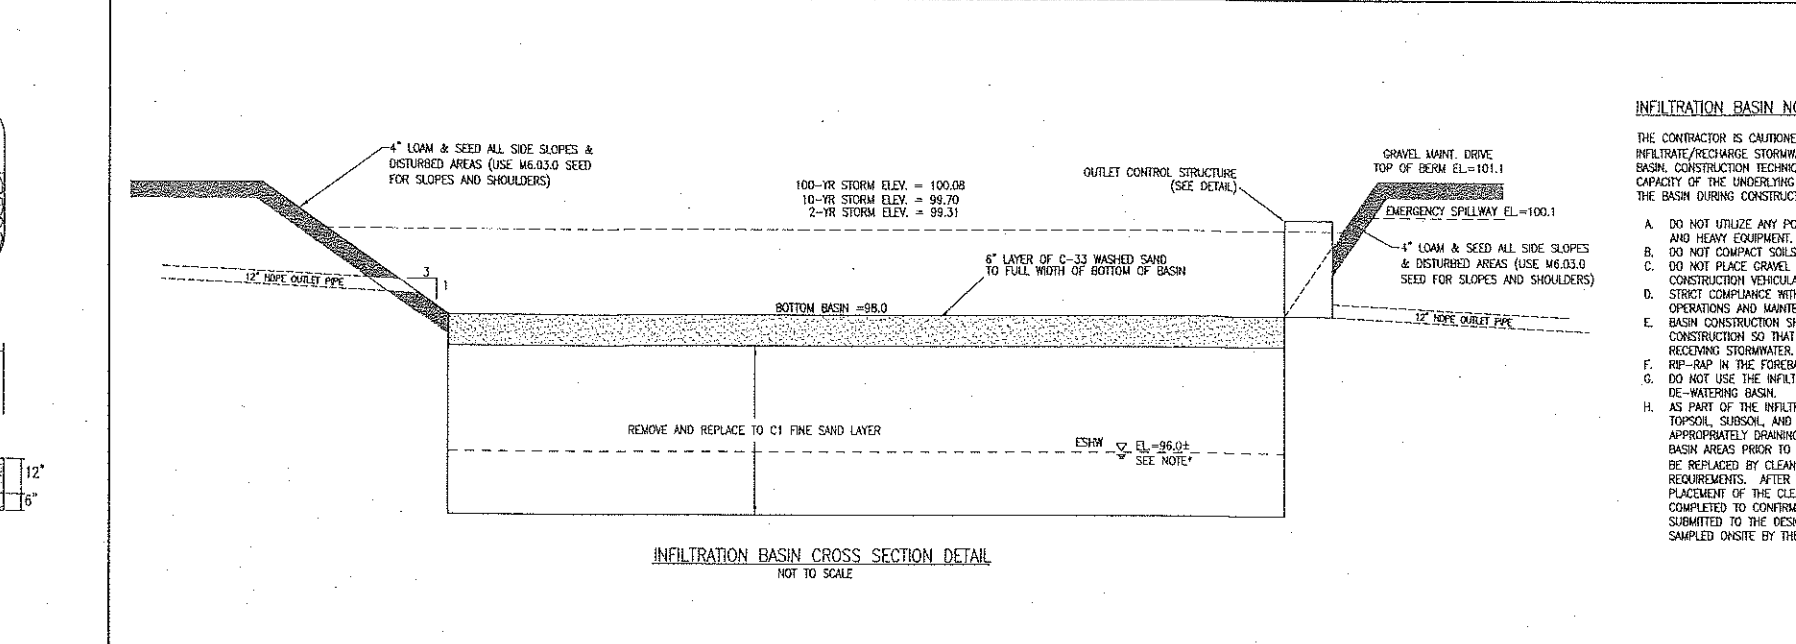 4" LOAM & SEED ALL SIDE SLOPES &
DISTURBED AREAS (USE M6.03.0 SEED
FOR SLOPES AND SHOULDERS)
100-YR STORM ELEV. = 100.08
10-YR STORM ELEV. = 99.70
2-YR STORM ELEV. = 99.31
OUTLET CONTROL STRUCTURE
(SEE DETAIL)
GRAVEL MAINT. DRIVE
TOP OF BERM EL=101.1
EMERGENCY SPILLWAY EL=100.1
4" LOAM & SEED ALL SIDE SLOPES
& DISTURBED AREAS (USE M6.03.0
SEED FOR SLOPES AND SHOULDERS)
6" LAYER OF C-33 WASHED SAND
TO FULL WIDTH OF BOTTOM OF BASIN
12" HDPE OUTLET PIPE
3
1
BOTTOM BASIN =98.0
12" HDPE OUTLET PIPE
REMOVE AND REPLACE TO C1 FINE SAND LAYER
ESHW
EL=96.0±
SEE NOTE*
12"
6"
INFILTRATION BASIN CROSS SECTION DETAIL
NOT TO SCALE
INFILTRATION BASIN NO
THE CONTRACTOR IS CAUTIONE
INFILTRATE/RECHARGE STORMW
BASIN. CONSTRUCTION TECHNIQ
CAPACITY OF THE UNDERLYING
THE BASIN DURING CONSTRUCT
A. DO NOT UTILIZE ANY PO
AND HEAVY EQUIPMENT.
B. DO NOT COMPACT SOILS
C. DO NOT PLACE GRAVEL
CONSTRUCTION VEHICULA
D. STRICT COMPLIANCE WITH
OPERATIONS AND MAINTE
E. BASIN CONSTRUCTION SH
CONSTRUCTION SO THAT
RECEIVING STORMWATER.
F. RIP-RAP IN THE FOREBA
G. DO NOT USE THE INFILT
DE-WATERING BASIN.
H. AS PART OF THE INFILT
TOPSOIL, SUBSOIL, AND
APPROPRIATELY DRAINING
BASIN AREAS PRIOR TO
BE REPLACED BY CLEAN
REQUIREMENTS. AFTER
PLACEMENT OF THE CLE
COMPLETED TO CONFIRM
SUBMITTED TO THE DESI
SAMPLED ONSITE BY THE